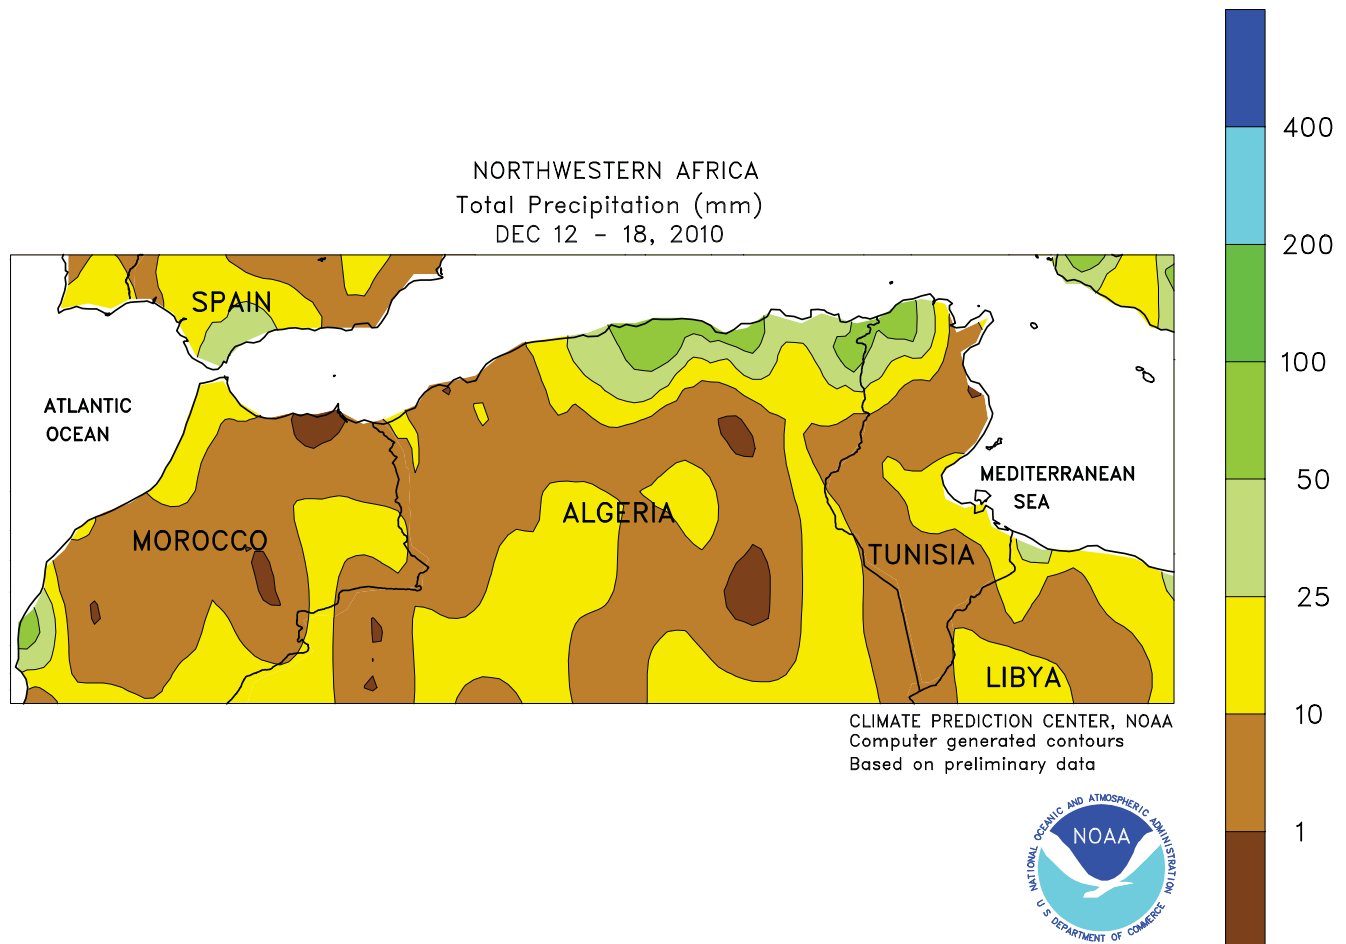 NORTHWESTERN AFRICA
Total Precipitation (mm)
DEC 12 - 18, 2010
400
200
100
50
25
10
1
SPAIN
ATLANTIC
OCEAN
MEDITERRANEAN
SEA
MOROCCO
ALGERIA
TUNISIA
LIBYA
CLIMATE PREDICTION CENTER, NOAA
Computer generated contours
Based on preliminary data
NATIONAL OCEANIC AND ATMOSPHERIC ADMINISTRATION
NOAA
U S DEPARTMENT OF COMMERCE